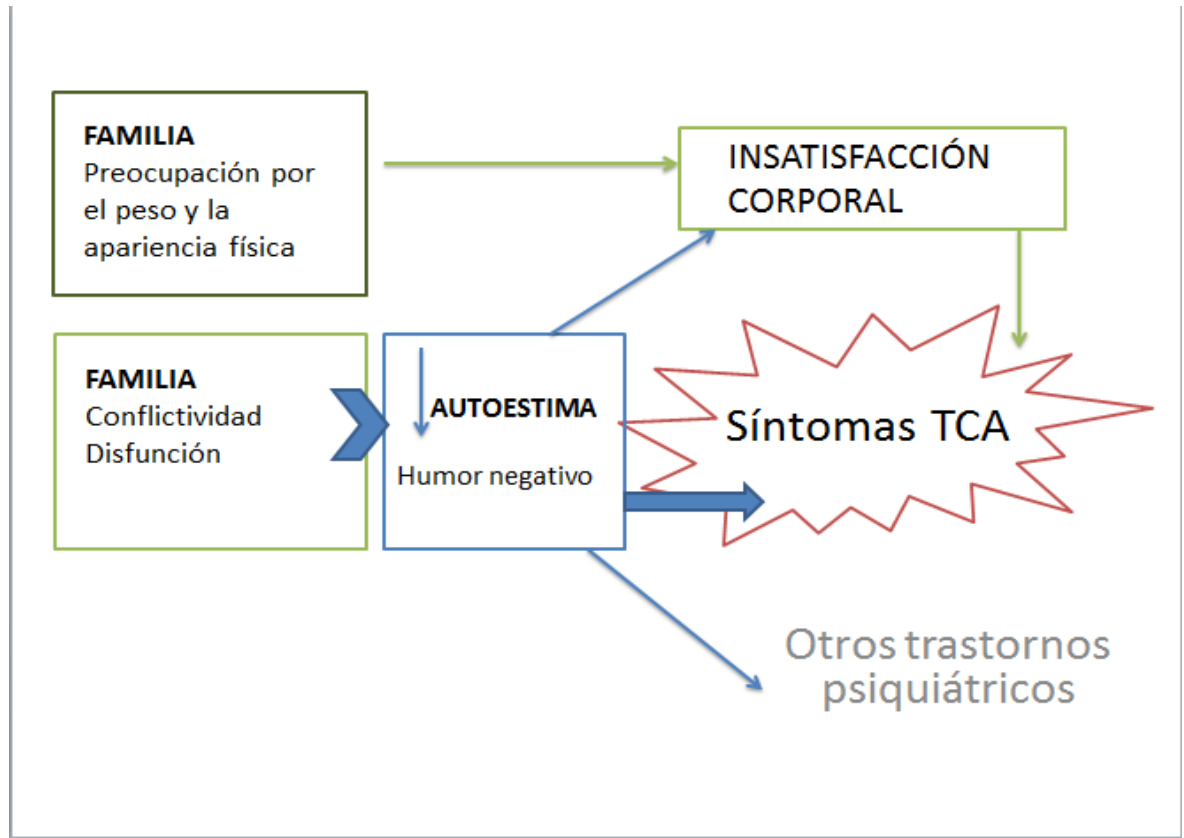 FAMILIA
Preocupación por
el peso y la
apariencia física
INSATISFACCIÓN
CORPORAL
FAMILIA
Conflictividad
Disfunción
AUTOESTIMA
Humor negativo
Síntomas TCA
Otros trastornos
psiquiátricos